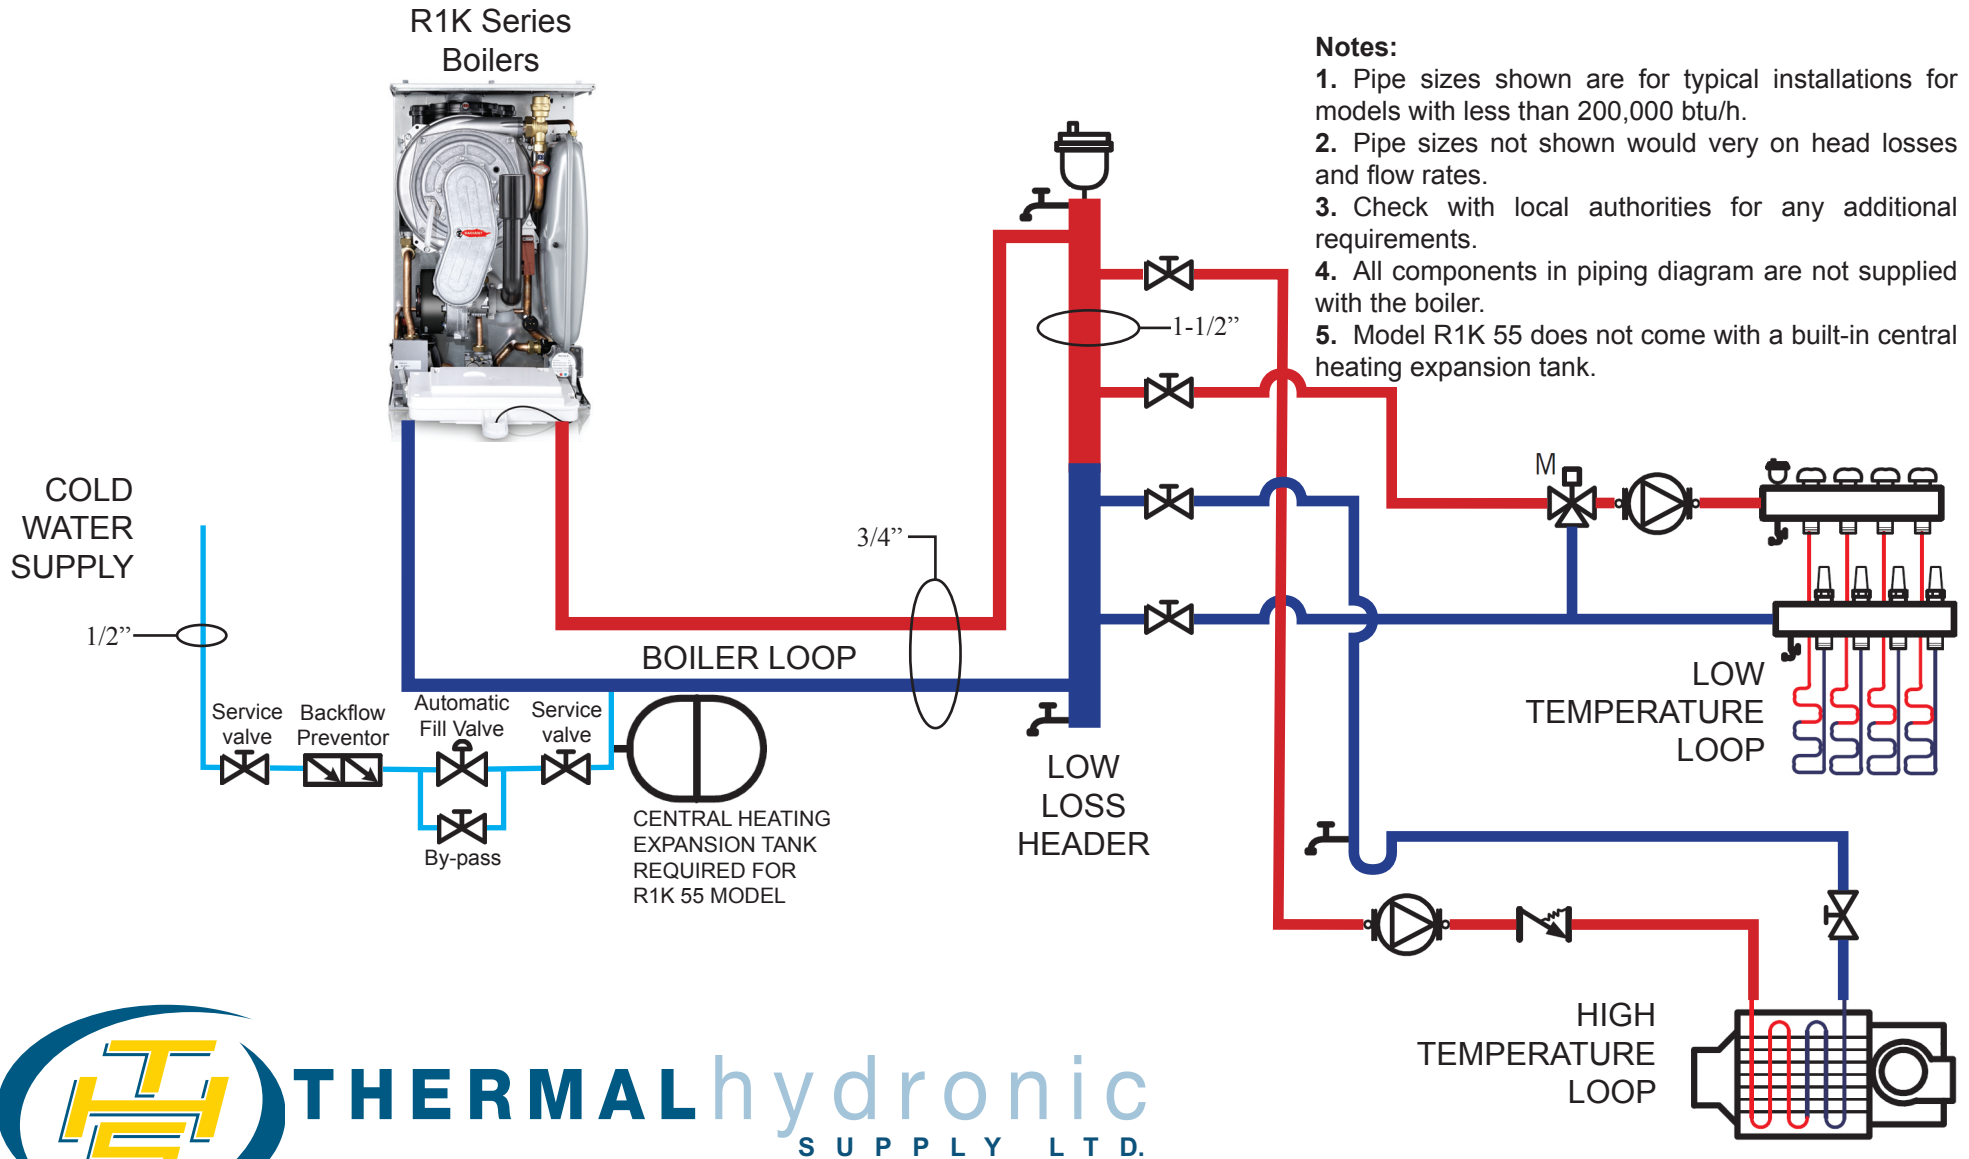 R1K Series
Boilers
Notes:
1. Pipe sizes shown are for typical installations for
models with less than 200,000 btu/h.
2. Pipe sizes not shown would very on head losses
and flow rates.
3. Check with local authorities for any additional
requirements.
4. All components in piping diagram are not supplied
with the boiler.
5. Model R1K 55 does not come with a built-in central
heating expansion tank.
1-1/2”
M
COLD
WATER
SUPPLY
3/4”
1/2”
BOILER LOOP
Service
valve
Backflow
Preventor
Automatic
Fill Valve
Service
valve
By-pass
CENTRAL HEATING
EXPANSION TANK
REQUIRED FOR
R1K 55 MODEL
LOW
LOSS
HEADER
LOW
TEMPERATURE
LOOP
HIGH
TEMPERATURE
LOOP
THS
THERMAL hydronic
SUPPLY LTD.